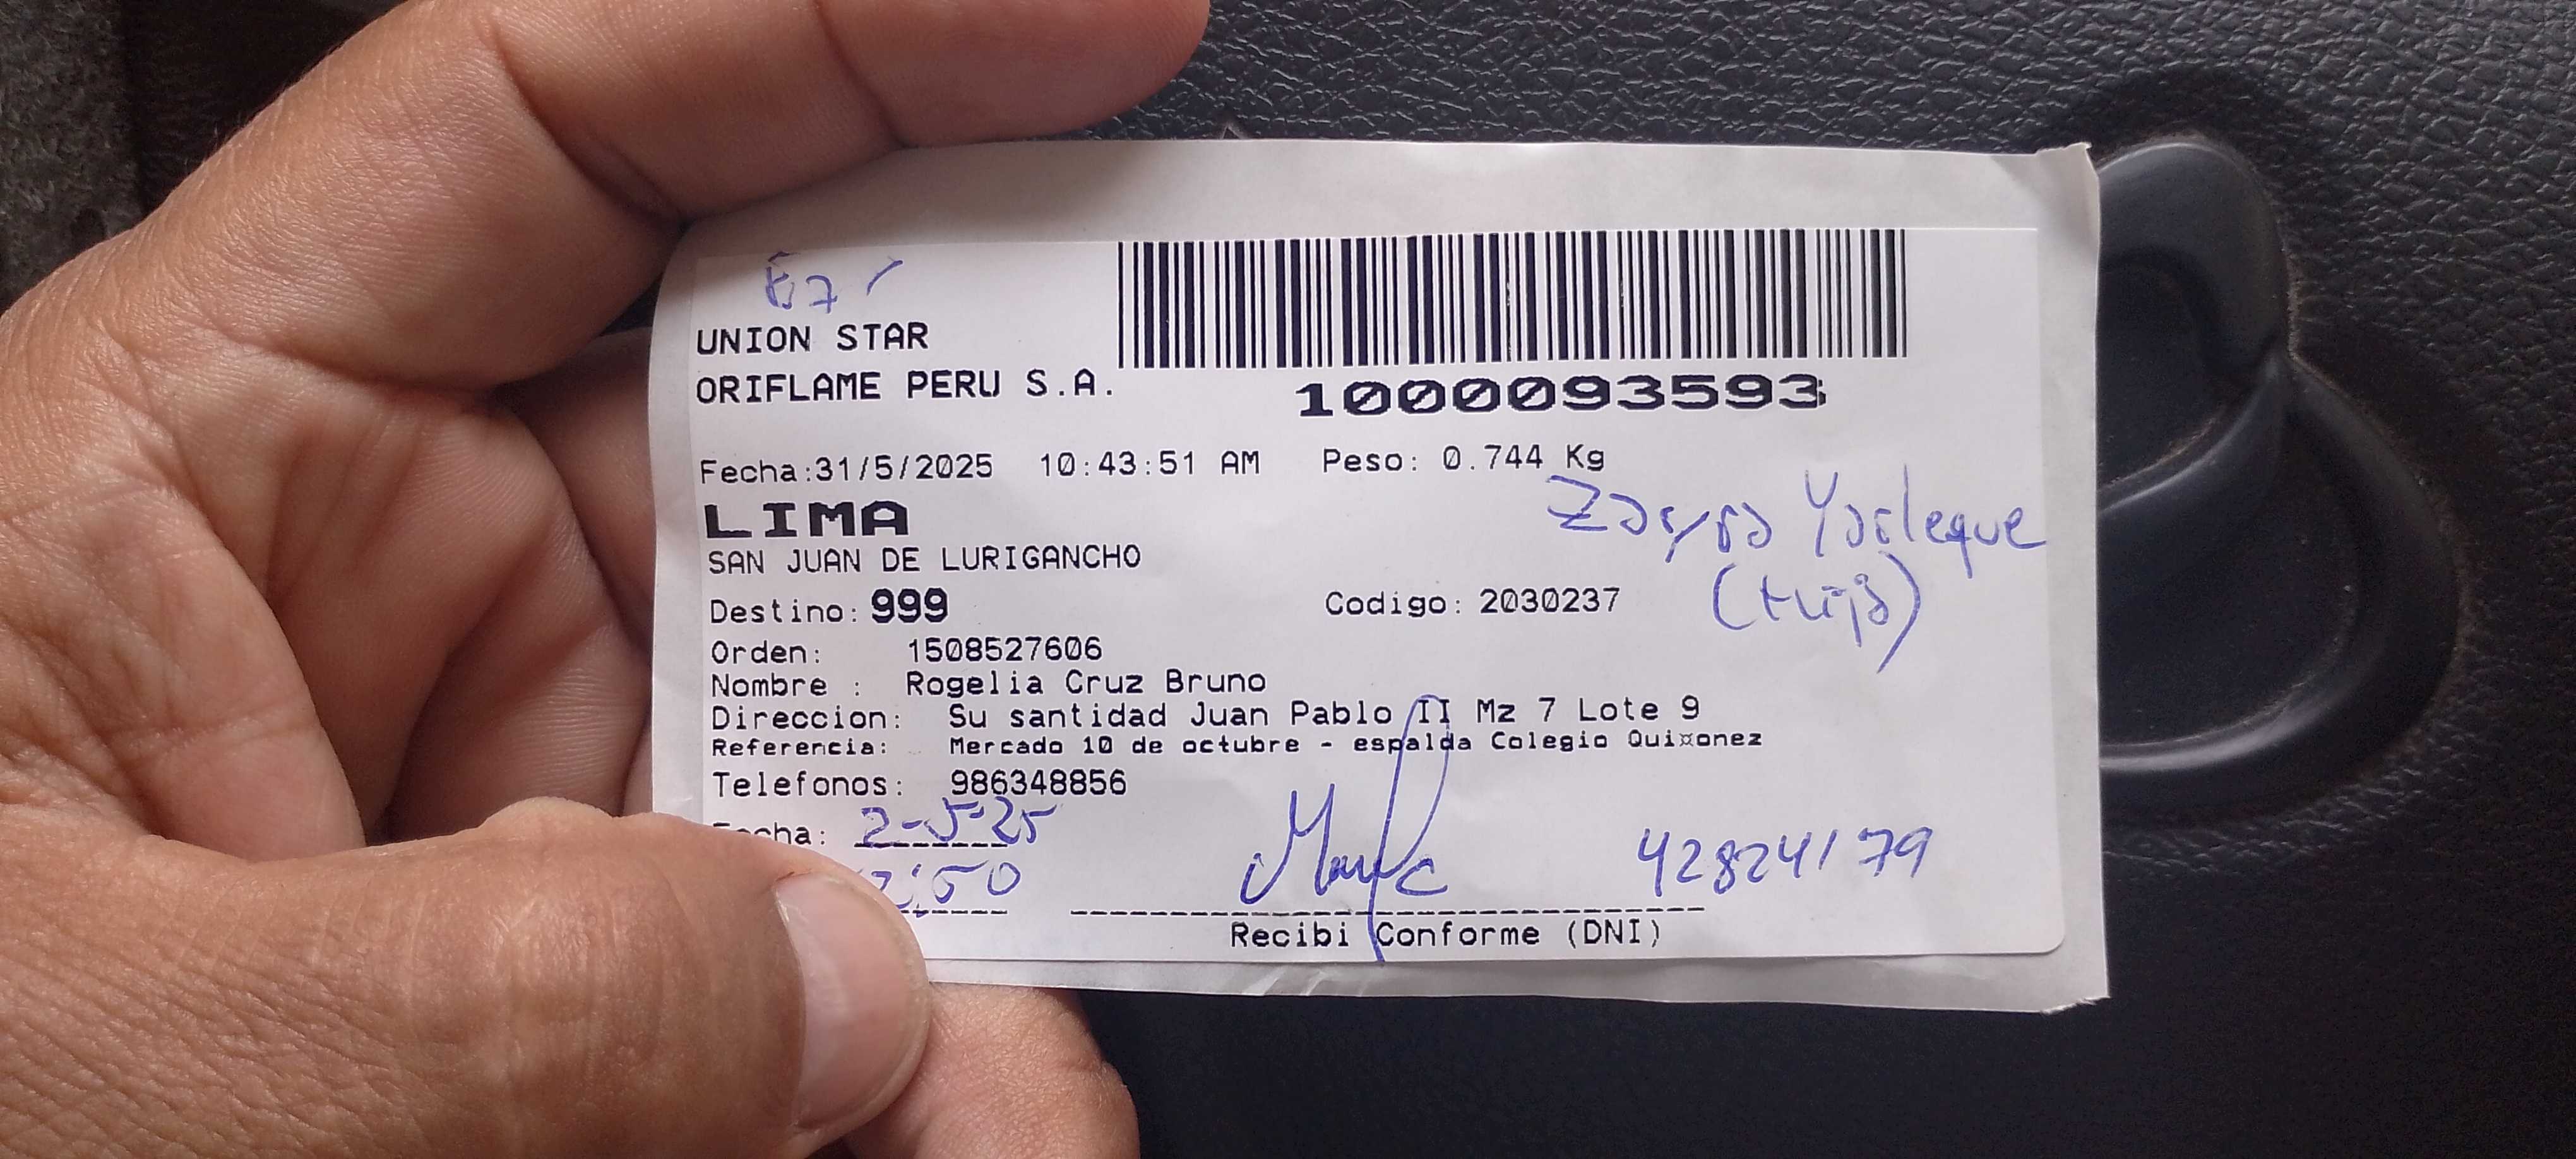 UNION STAR
ORIFLAME PERU S.A.
1000093593
Fecha:31/5/2025 10:43:51 AM Peso: 0.744 Kg
LIMA
SAN JUAN DE LURIGANCHO
Yarleque
(hija)
Destino: 999 Codigo: 2030237
Orden: 1508527606
Nombre : Rogelia Cruz Bruno
Direccion: Su santidad Juan Pablo II Mz 7 Lote 9
Referencia: Mercado 10 de octubre - espalda Colegio Qui¤onez
Telefonos: 986348856
2-5-25
42824179
Recibi Conforme (DNI)